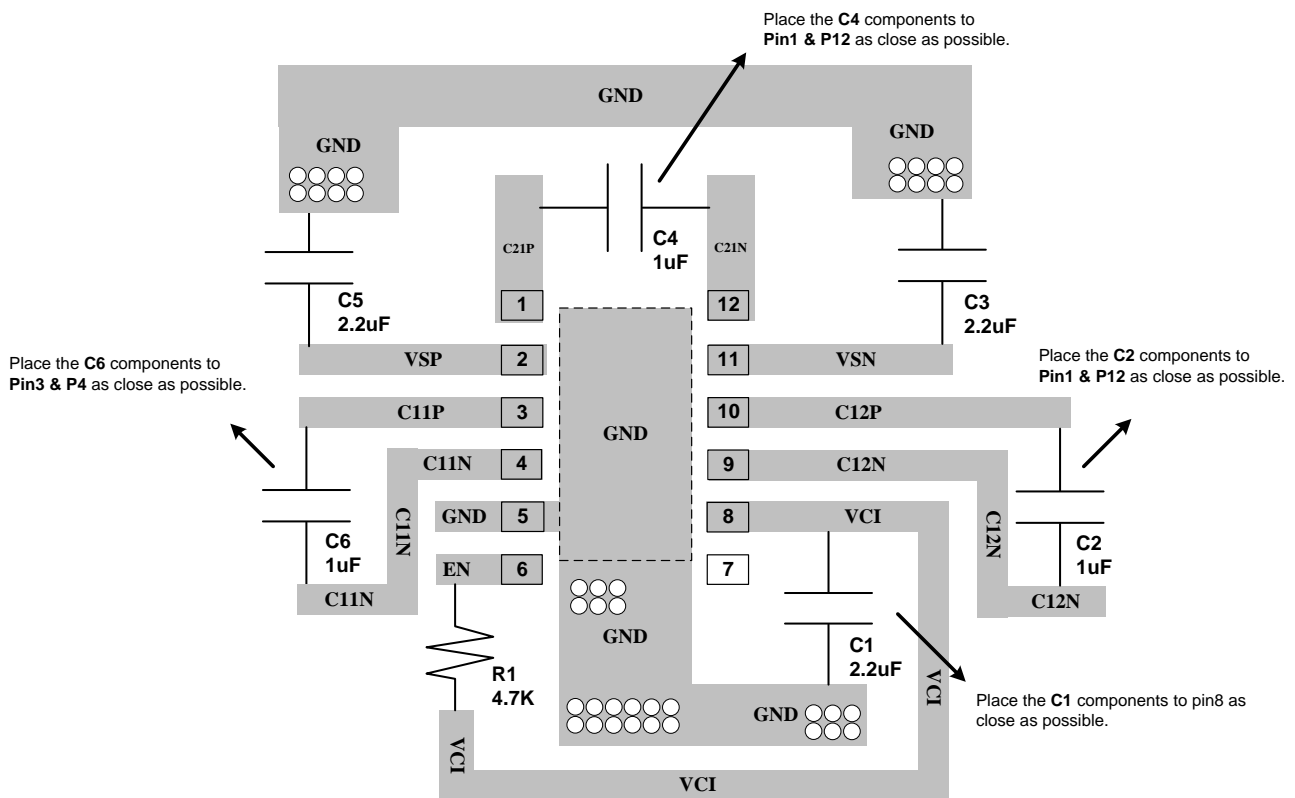 Place the C4 components to
Pin1 & P12 as close as possible.
GND
GND
GND
C21P
C4
1uF
C21N
C5
2.2uF
1
12
C3
2.2uF
Place the C6 components to
Pin3 & P4 as close as possible.
VSP
2
11
VSN
Place the C2 components to
Pin1 & P12 as close as possible.
C11P
3
GND
10
C12P
C11N
4
9
C12N
C11N
GND
5
8
VCI
C12N
C6
1uF
EN
6
7
C2
1uF
C11N
C12N
GND
C1
2.2uF
R1
4.7K
VCI
Place the C1 components to pin8 as
close as possible.
GND
VCI
VCI